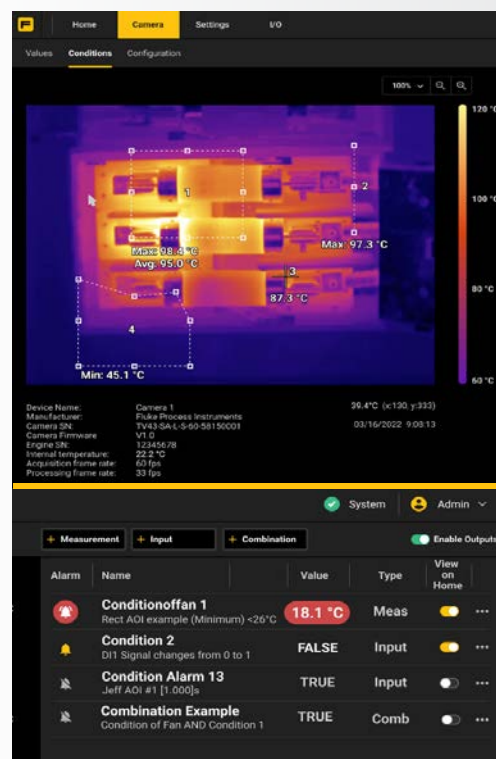 F Home Camera Settings I/O
Values Conditions Configuration
100%
120 °C
1
2
100 °C
Max: 98.4 °C
Avg: 95.0 °C
Max: 97.3 °C
3
87.3 °C
80 °C
4
Min: 45.1 °C
60 °C
Device Name: Camera 1
Manufacturer: Fluke Process Instruments
Camera SN: TV43-SA-L-S-60-58150001
Camera Firmware V1.0
Engine SN: 12345678
Internal temperature: 22.2 °C
Acquisition frame rate: 60 fps
Processing frame rate: 33 fps
39.4°C (x:130, y:333)
03/16/2022 9:08:13
System Admin
+ Measurement + Input + Combination Enable Outputs
Alarm Name Value Type View on Home
Conditionoffan 1 18.1 °C Meas
Rect AOI example (Minimum) <26°C
Condition 2 FALSE Input
DI1 Signal changes from 0 to 1
Condition Alarm 13 TRUE Input
Jeff AOI #1 [1.000]s
Combination Example TRUE Comb
Condition of Fan AND Condition 1